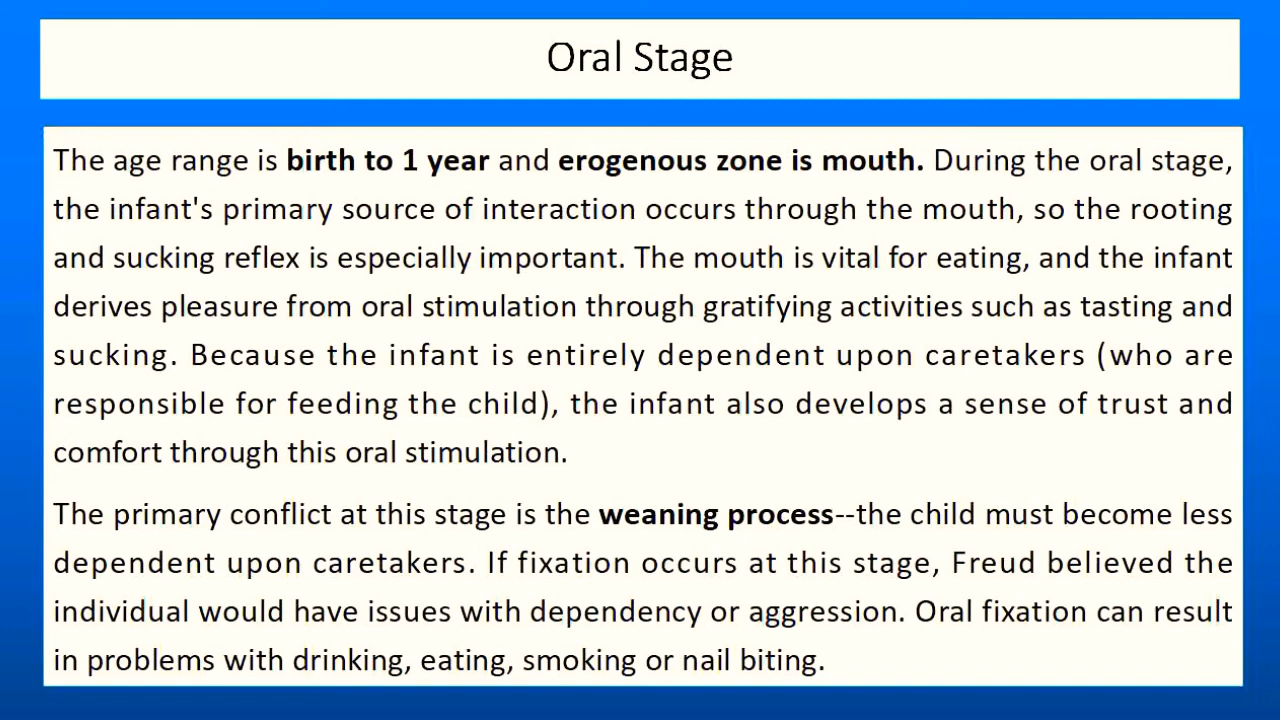 Oral Stage
The age range is birth to 1 year and erogenous zone is mouth. During the oral stage,
the infant's primary source of interaction occurs through the mouth, so the rooting
and sucking reflex is especially important. The mouth is vital for eating, and the infant
derives pleasure from oral stimulation through gratifying activities such as tasting and
sucking. Because the infant is entirely dependent upon caretakers (who are
responsible for feeding the child), the infant also develops a sense of trust and
comfort through this oral stimulation.
The primary conflict at this stage is the weaning process--the child must become less
dependent upon caretakers. If fixation occurs at this stage, Freud believed the
individual would have issues with dependency or aggression. Oral fixation can result
in problems with drinking, eating, smoking or nail biting.